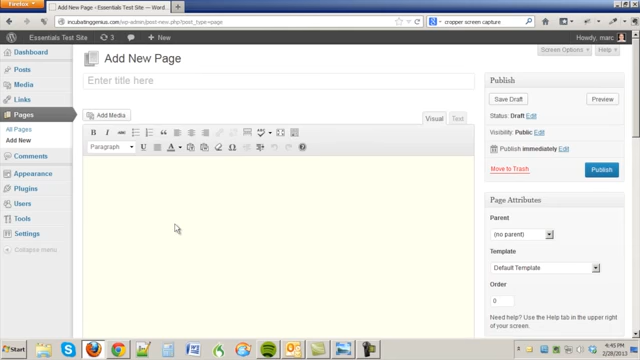 Firefox
Add New Page ‹ Essentials Test Site — Wor...
incubatinggenius.com/wp-admin/post-new.php?post_type=page
cropper screen capture
Essentials Test Site
5
0
New
Howdy, marc
Dashboard
Posts
Media
Links
Pages
All Pages
Add New
Comments
Appearance
Plugins
Users
Tools
Settings
Collapse menu
Screen Options
Help
Add New Page
Enter title here
Add Media
Visual
Text
B I ABC
Paragraph
U A Ω
Publish
Save Draft
Preview
Status: Draft Edit
Visibility: Public Edit
Publish immediately Edit
Move to Trash
Publish
Page Attributes
Parent
(no parent)
Template
Default Template
Order
0
Need help? Use the Help tab in the upper right
of your screen.
Start
4:45 PM
2/28/2013